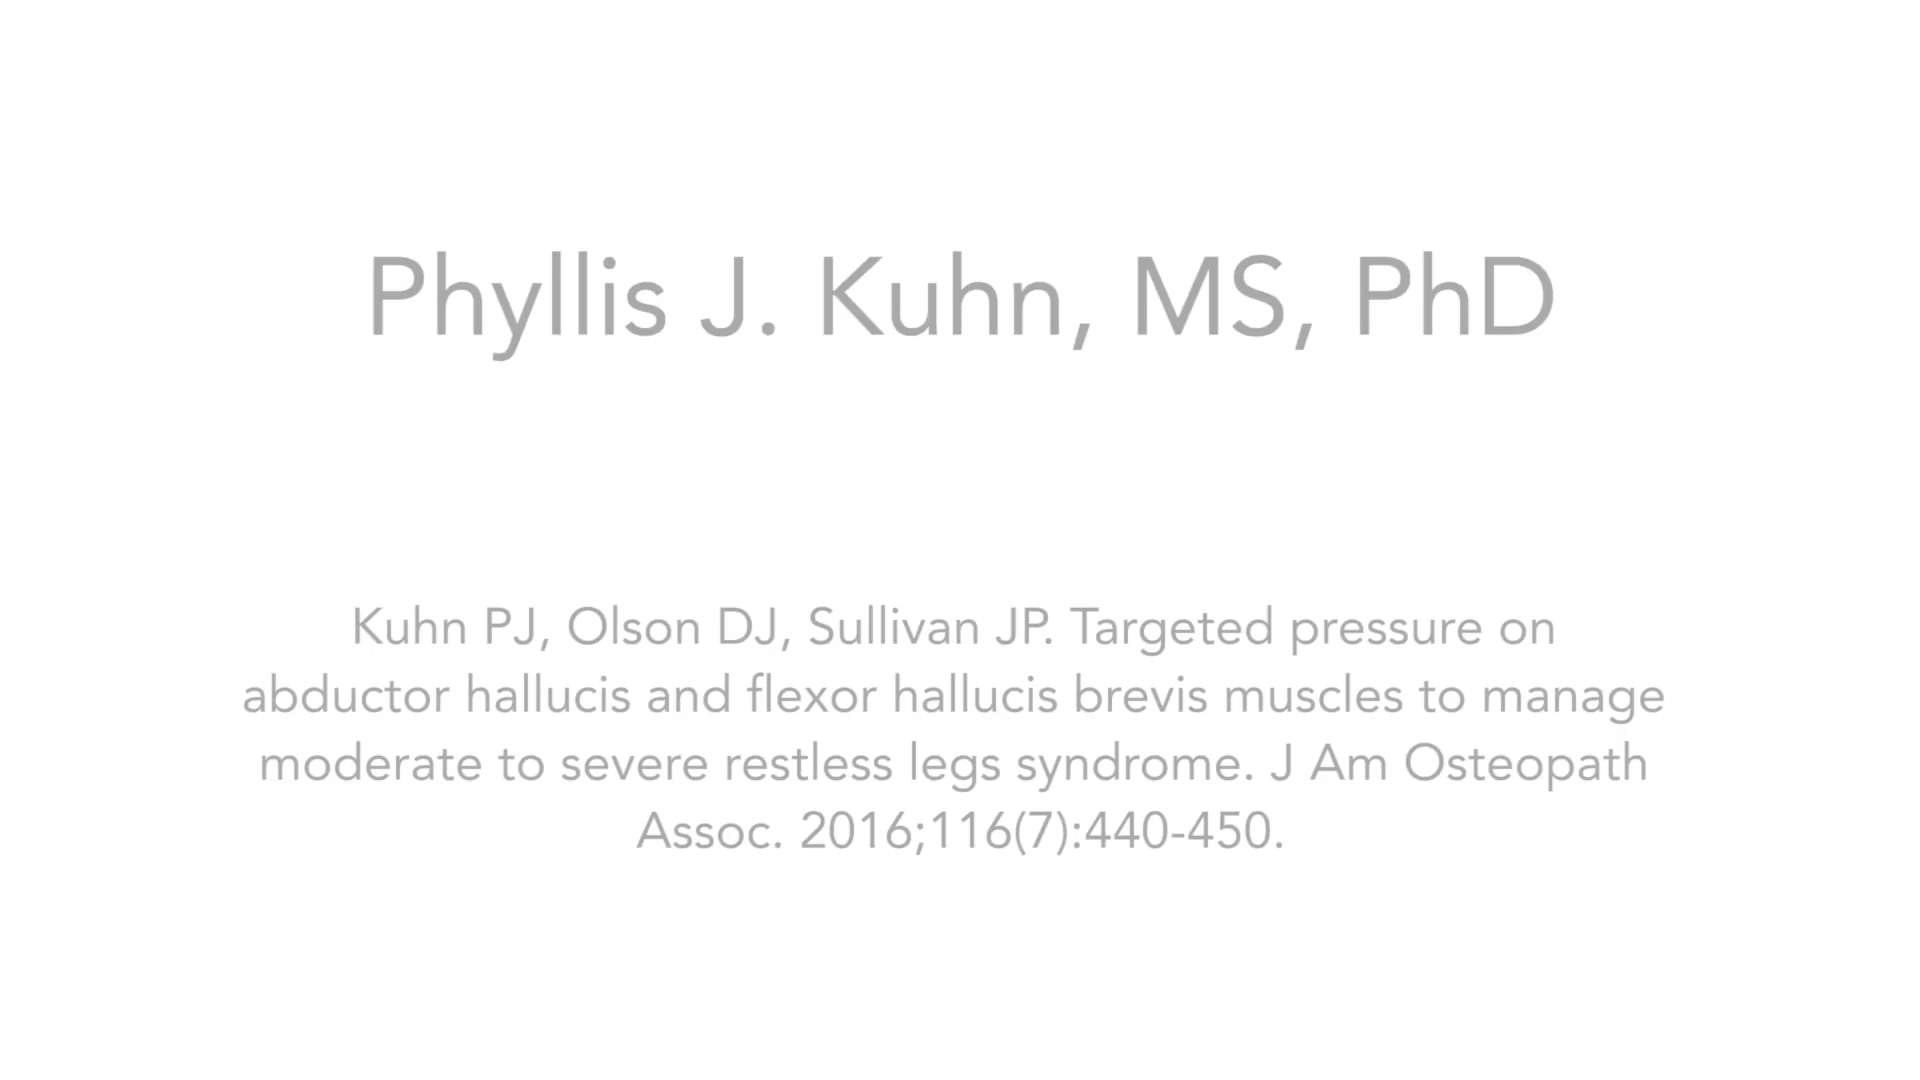 Phyllis J. Kuhn, MS, PhD
Kuhn PJ, Olson DJ, Sullivan JP. Targeted pressure on
abductor hallucis and flexor hallucis brevis muscles to manage
moderate to severe restless legs syndrome. J Am Osteopath
Assoc. 2016;116(7):440-450.